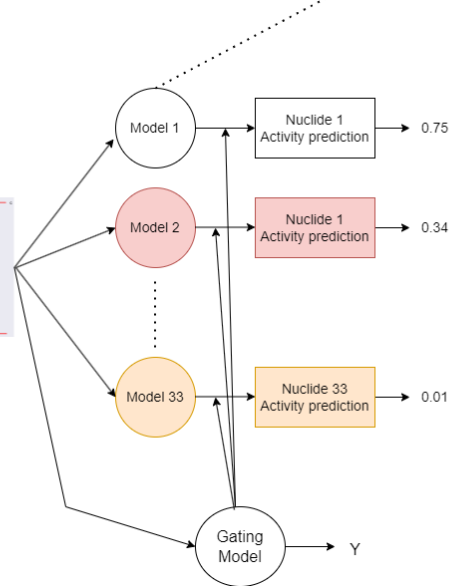 Model 1
Nuclide 1
Activity prediction
0.75
Model 2
Nuclide 1
Activity prediction
0.34
Model 33
Nuclide 33
Activity prediction
0.01
Gating
Model
Y